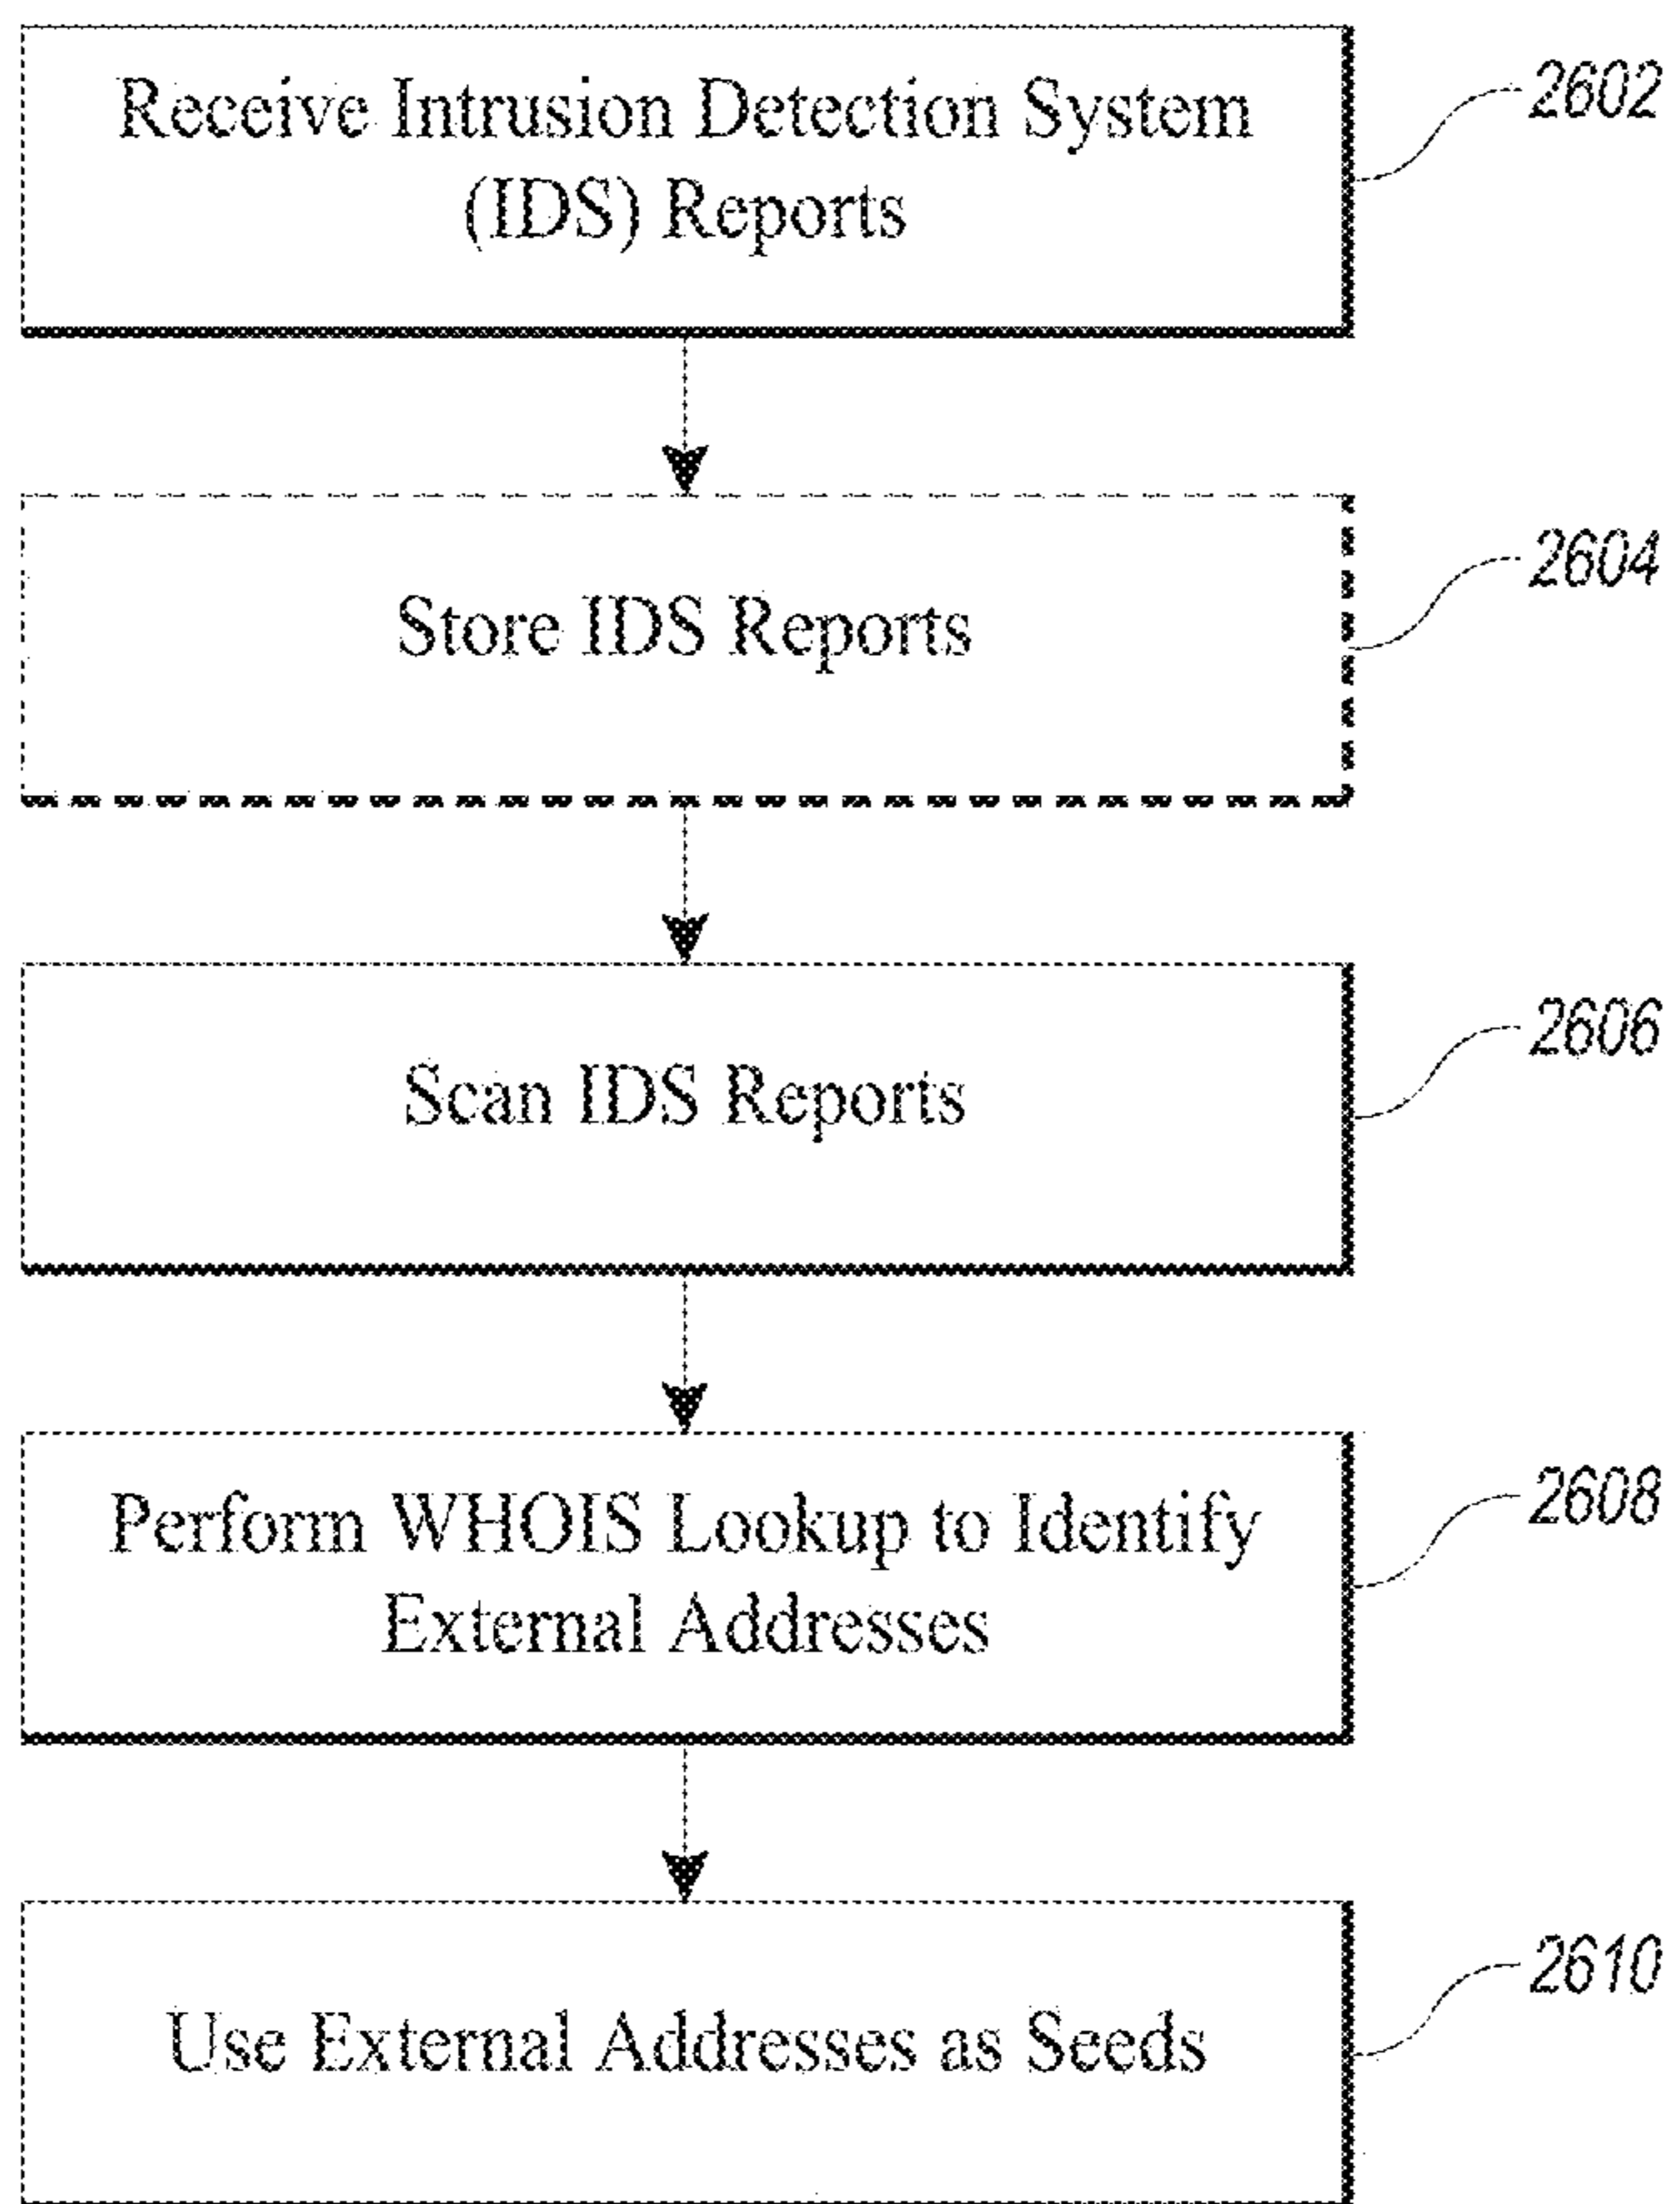 Receive Intrusion Detection System
(IDS) Reports
2602
Store IDS Reports
2604
Scan IDS Reports
2606
Perform WHOIS Lookup to Identify
External Addresses
2608
Use External Addresses as Seeds
2610